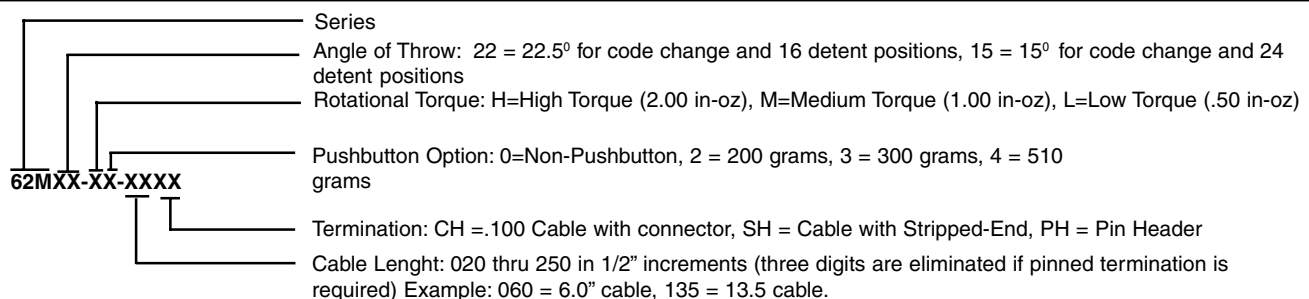 Series
Angle of Throw: 22 = 22.5⁰ for code change and 16 detent positions, 15 = 15⁰ for code change and 24
detent positions
Rotational Torque: H=High Torque (2.00 in-oz), M=Medium Torque (1.00 in-oz), L=Low Torque (.50 in-oz)
Pushbutton Option: 0=Non-Pushbutton, 2 = 200 grams, 3 = 300 grams, 4 = 510
grams
62MXX-XX-XXXX
Termination: CH =.100 Cable with connector, SH = Cable with Stripped-End, PH = Pin Header
Cable Lenght: 020 thru 250 in 1/2” increments (three digits are eliminated if pinned termination is
required) Example: 060 = 6.0” cable, 135 = 13.5 cable.